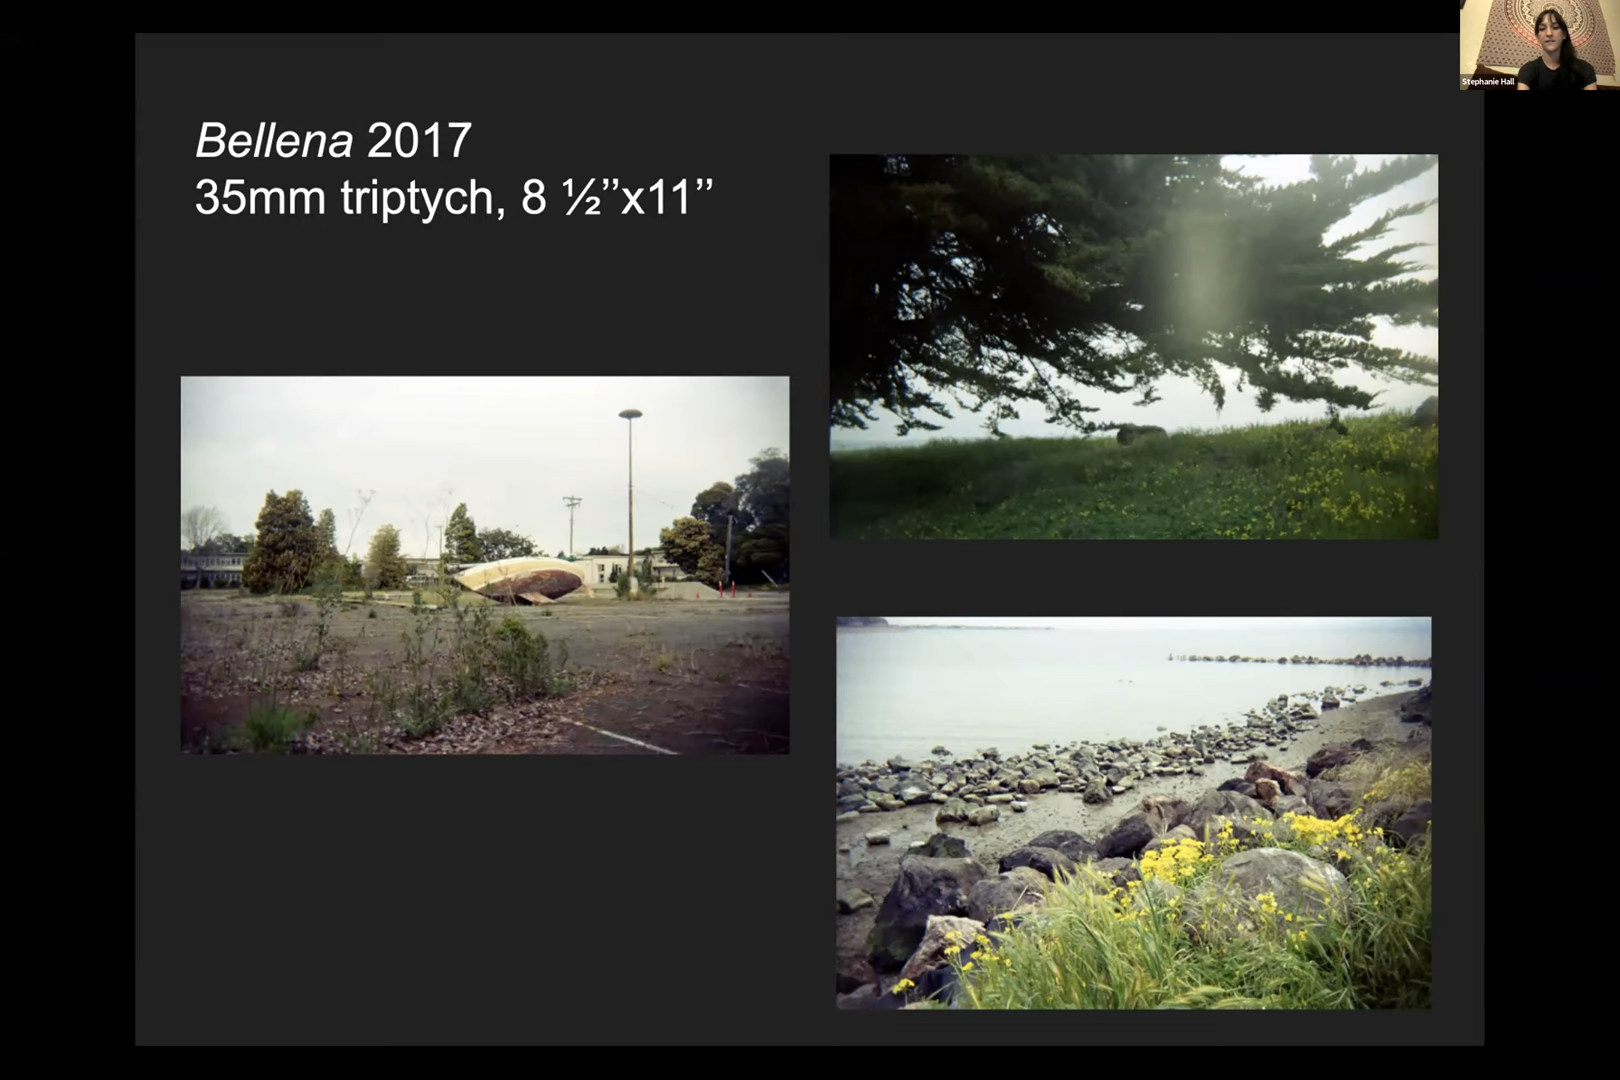 Bellena 2017
35mm triptych, 8 ½’’x11’’
Stephanie Hall